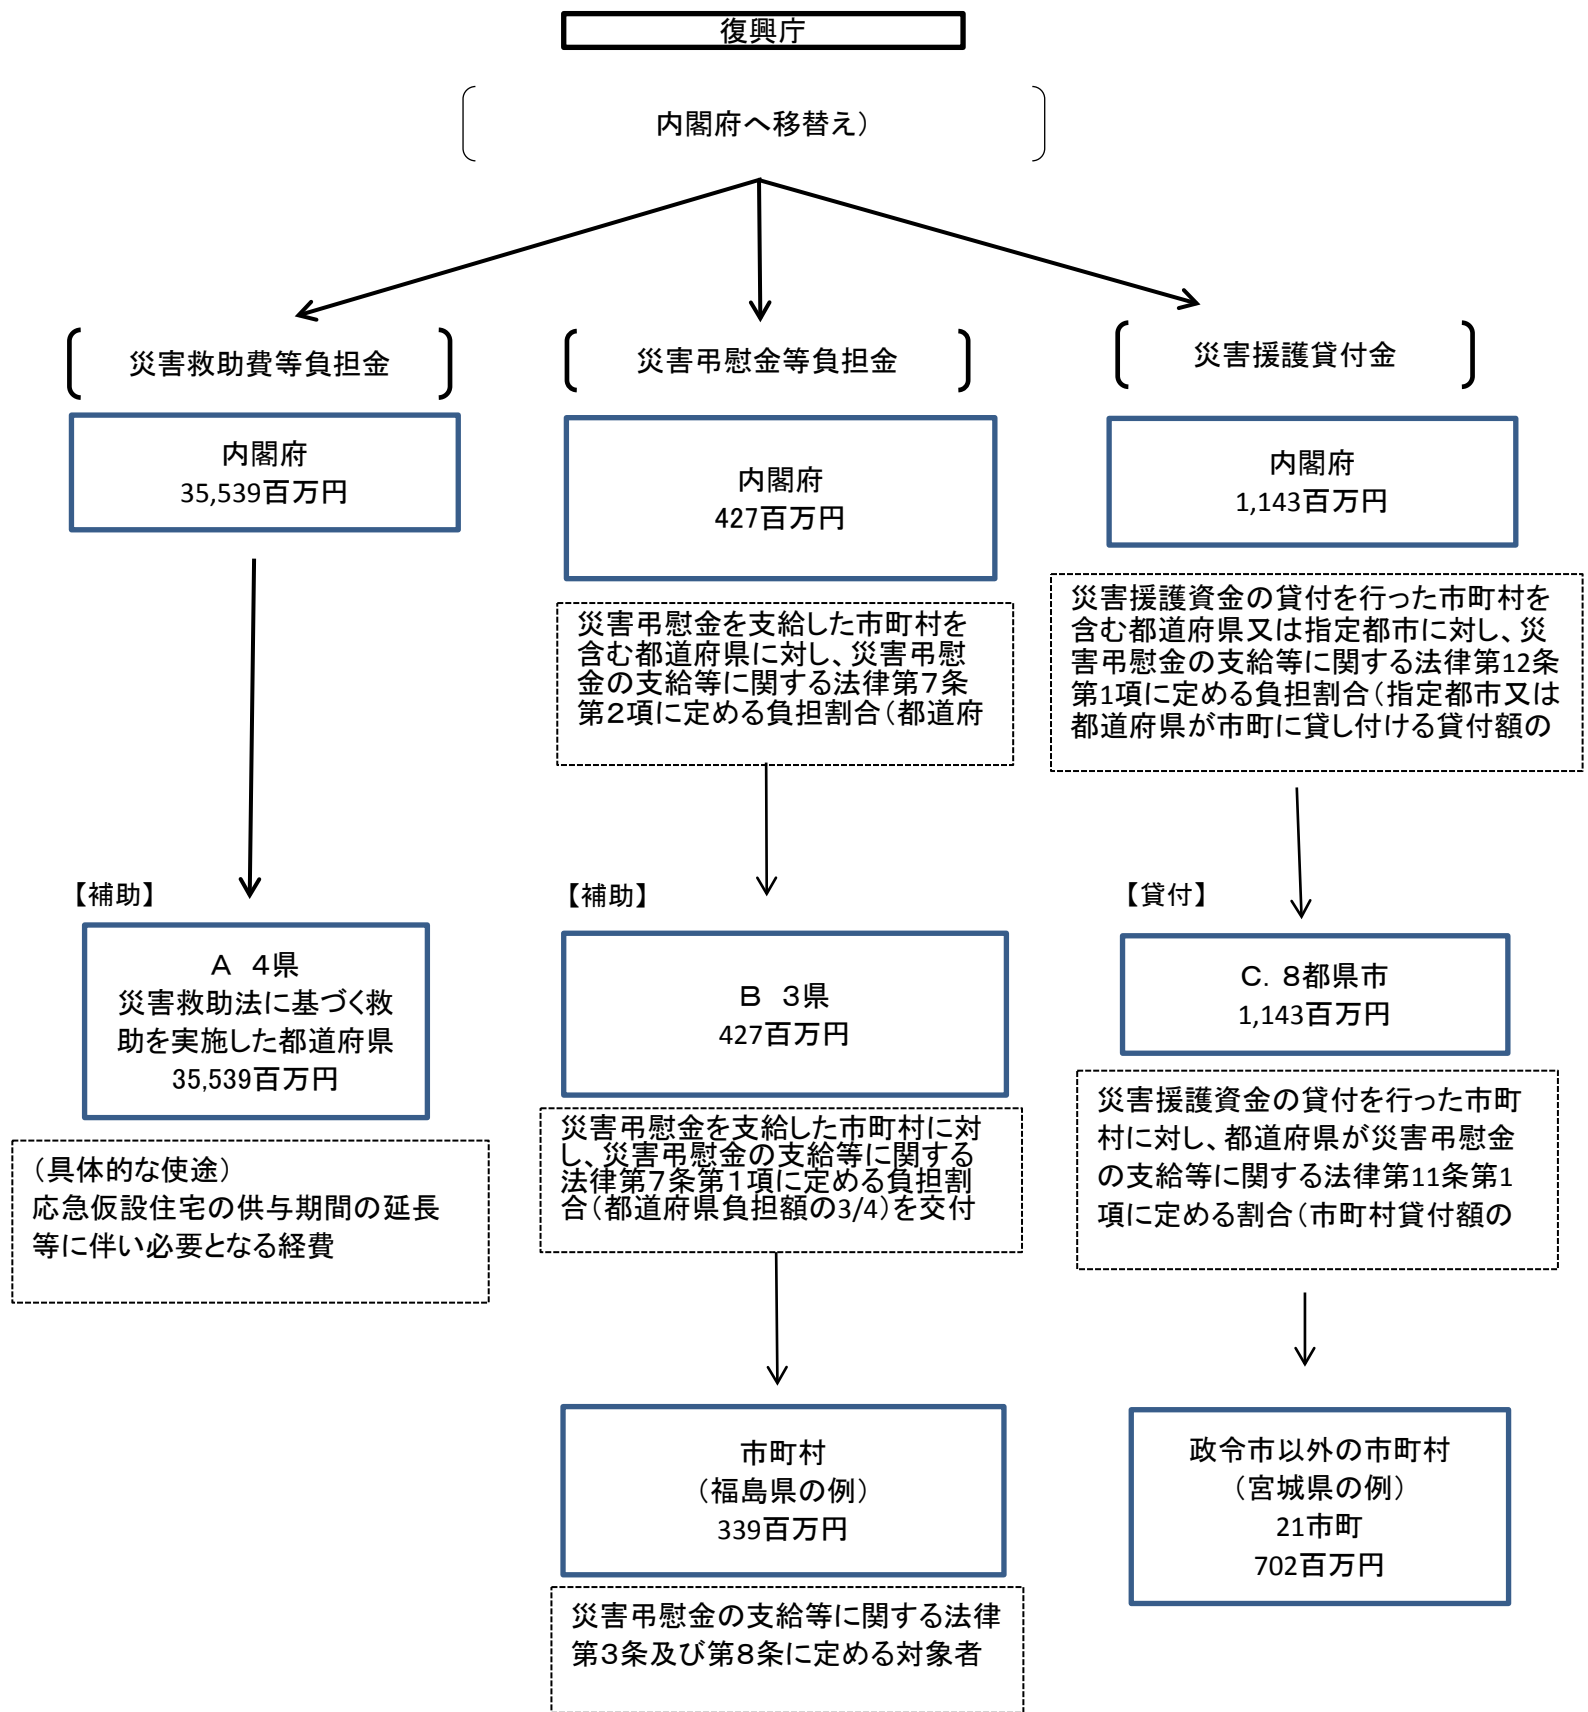 復興庁
内閣府へ移替え）
災害救助費等負担金
内閣府
35,539百万円
【補助】
A　4県
災害救助法に基づく救
助を実施した都道府県
35,539百万円
（具体的な使途）
応急仮設住宅の供与期間の延長
等に伴い必要となる経費
災害弔慰金等負担金
内閣府
427百万円
災害弔慰金を支給した市町村を
含む都道府県に対し、災害弔慰
金の支給等に関する法律第７条
第２項に定める負担割合（都道府
【補助】
B　3県
427百万円
災害弔慰金を支給した市町村に対
し、災害弔慰金の支給等に関する
法律第７条第１項に定める負担割
合（都道府県負担額の3/4）を交付
市町村
（福島県の例）
339百万円
災害弔慰金の支給等に関する法律
第３条及び第８条に定める対象者
災害援護貸付金
内閣府
1,143百万円
災害援護資金の貸付を行った市町村を
含む都道府県又は指定都市に対し、災
害弔慰金の支給等に関する法律第12条
第1項に定める負担割合（指定都市又は
都道府県が市町に貸し付ける貸付額の
【貸付】
C. 8都県市
1,143百万円
災害援護資金の貸付を行った市町
村に対し、都道府県が災害弔慰金
の支給等に関する法律第11条第1
項に定める割合（市町村貸付額の
政令市以外の市町村
（宮城県の例）
21市町
702百万円